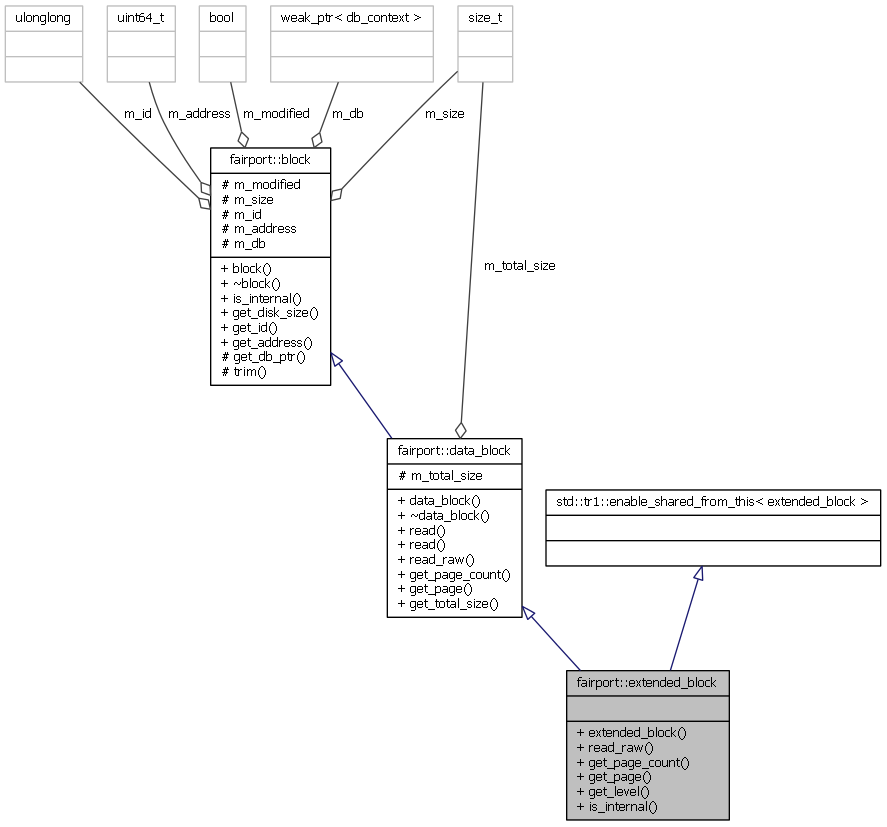 ulonglong
uint64_t
bool
weak_ptr< db_context >
size_t
m_id
m_address
m_modified
m_db
m_size
fairport::block
# m_modified
# m_size
# m_id
# m_address
# m_db
+ block()
+ ~block()
+ is_internal()
+ get_disk_size()
+ get_id()
+ get_address()
# get_db_ptr()
# trim()
m_total_size
fairport::data_block
# m_total_size
+ data_block()
+ ~data_block()
+ read()
+ read()
+ read_raw()
+ get_page_count()
+ get_page()
+ get_total_size()
std::tr1::enable_shared_from_this< extended_block >
fairport::extended_block
+ extended_block()
+ read_raw()
+ get_page_count()
+ get_page()
+ get_level()
+ is_internal()